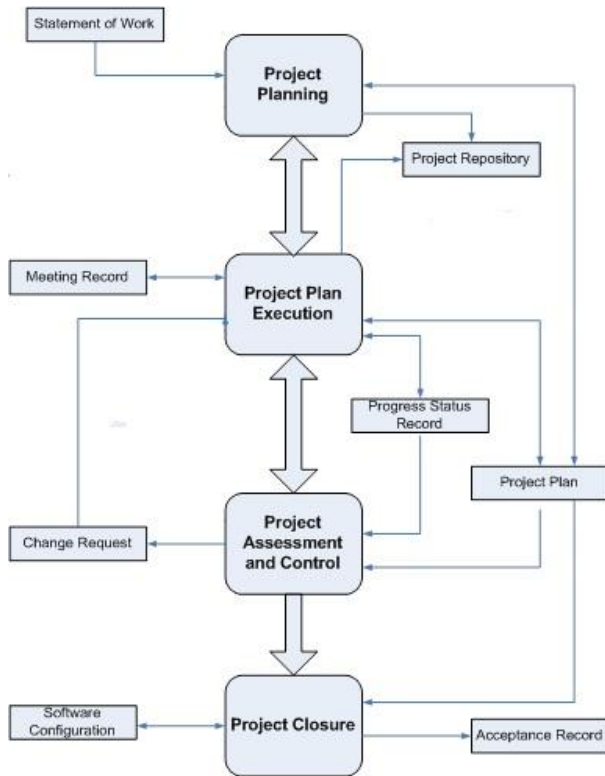 Statement of Work
Project
Planning
Project Repository
Meeting Record
Project Plan
Execution
Progress Status
Record
Project Plan
Project
Assessment
and Control
Change Request
Software
Configuration
Project Closure
Acceptance Record